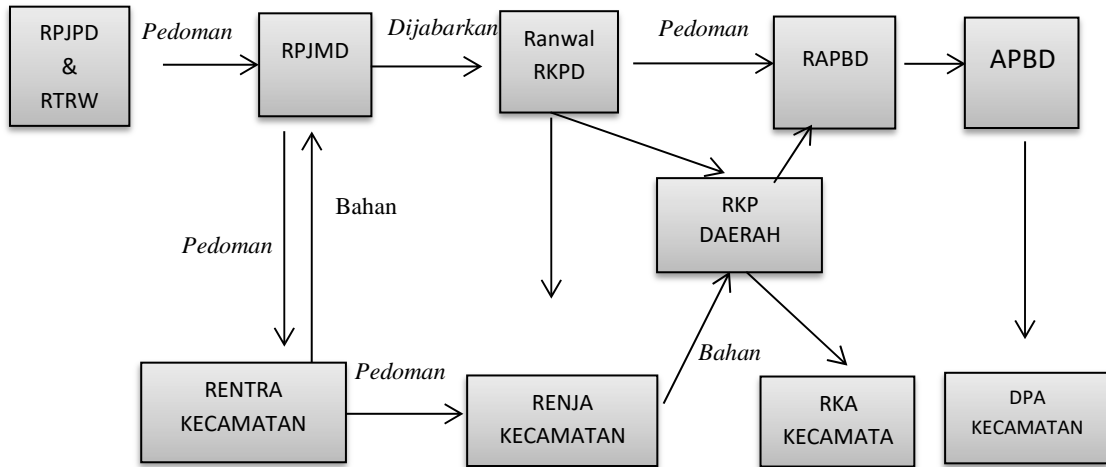 RPJPD
&
RTRW
Pedoman
RPJMD
Dijabarkan
Ranwal
RKPD
Pedoman
RAPBD
APBD
Pedoman
Bahan
RKP
DAERAH
RENTRA
KECAMATAN
Pedoman
RENJA
KECAMATAN
Bahan
RKA
KECAMATA
DPA
KECAMATAN